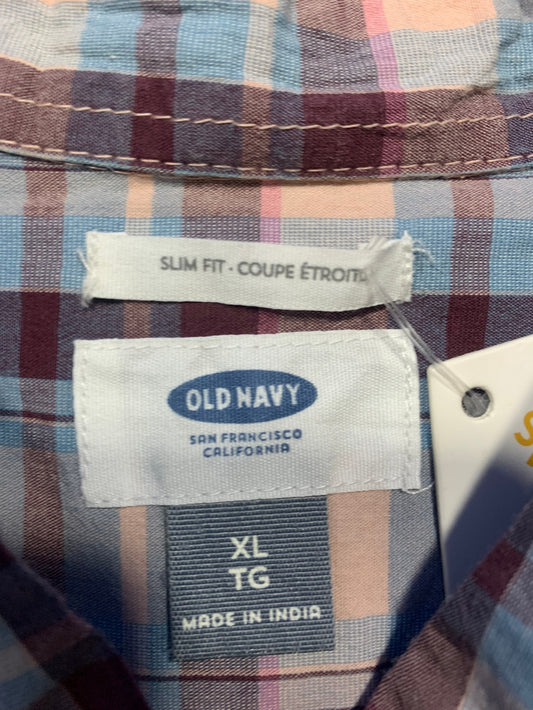 SLIM FIT · COUPE ÉTROITE
OLD NAVY
SAN FRANCISCO
CALIFORNIA
XL
TG
MADE IN INDIA